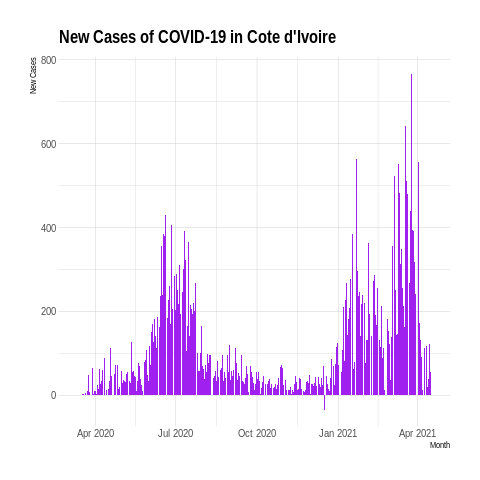 New Cases of COVID-19 in Cote d'Ivoire
New Cases
800
600
400
200
0
Apr 2020 Jul 2020 Oct 2020 Jan 2021 Apr 2021
Month